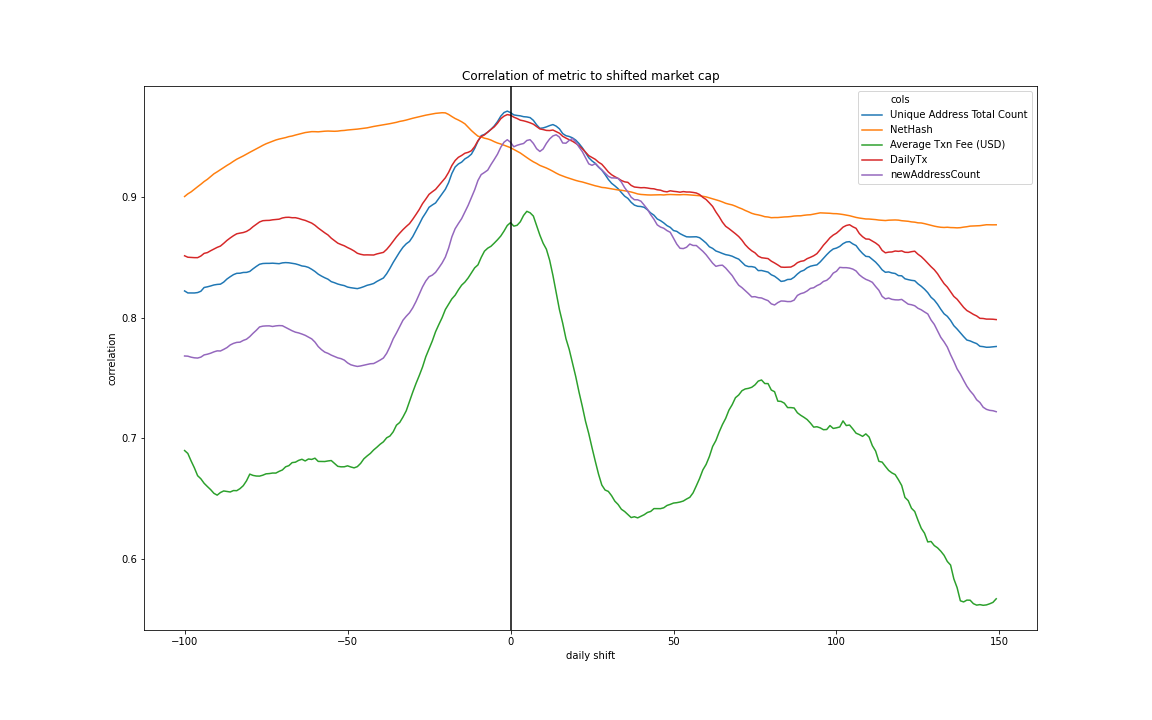 Correlation of metric to shifted market cap
cols
Unique Address Total Count
NetHash
Average Txn Fee (USD)
DailyTx
newAddressCount
0.9
0.8
0.7
0.6
correlation
−100
−50
0
50
100
150
daily shift